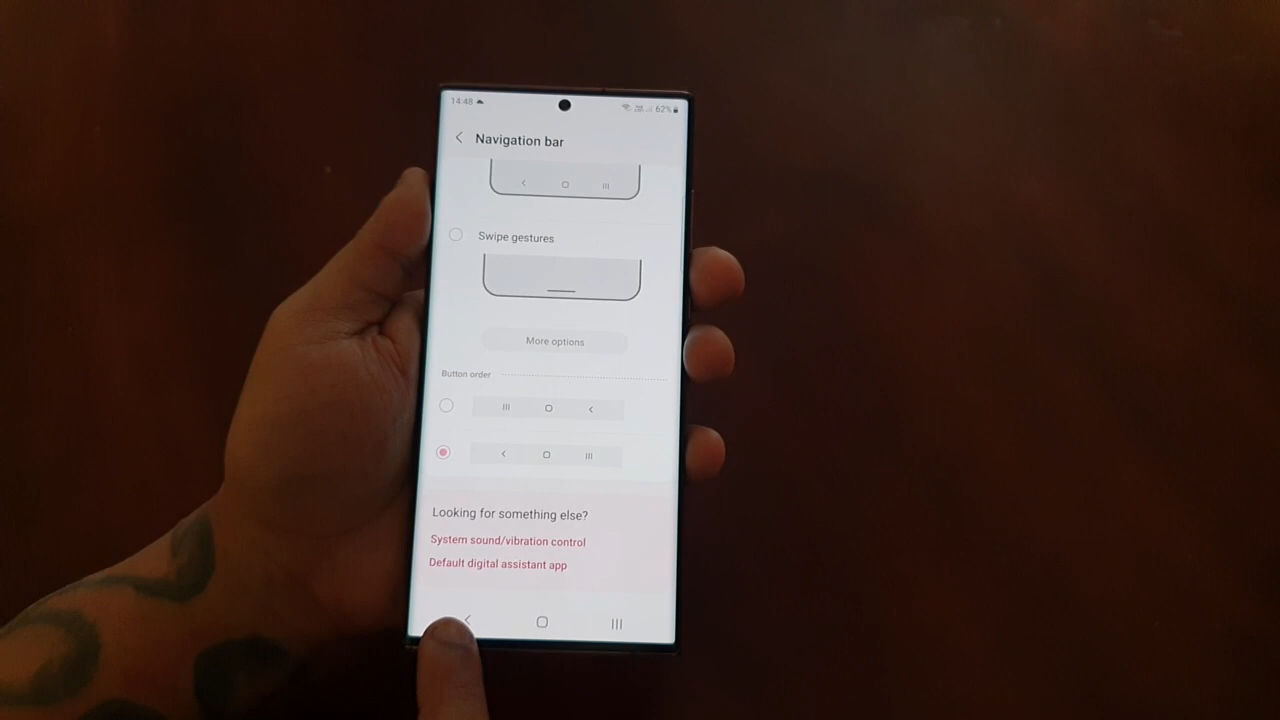 14:48
62%
Navigation bar
Swipe gestures
More options
Button order
Looking for something else?
System sound/vibration control
Default digital assistant app